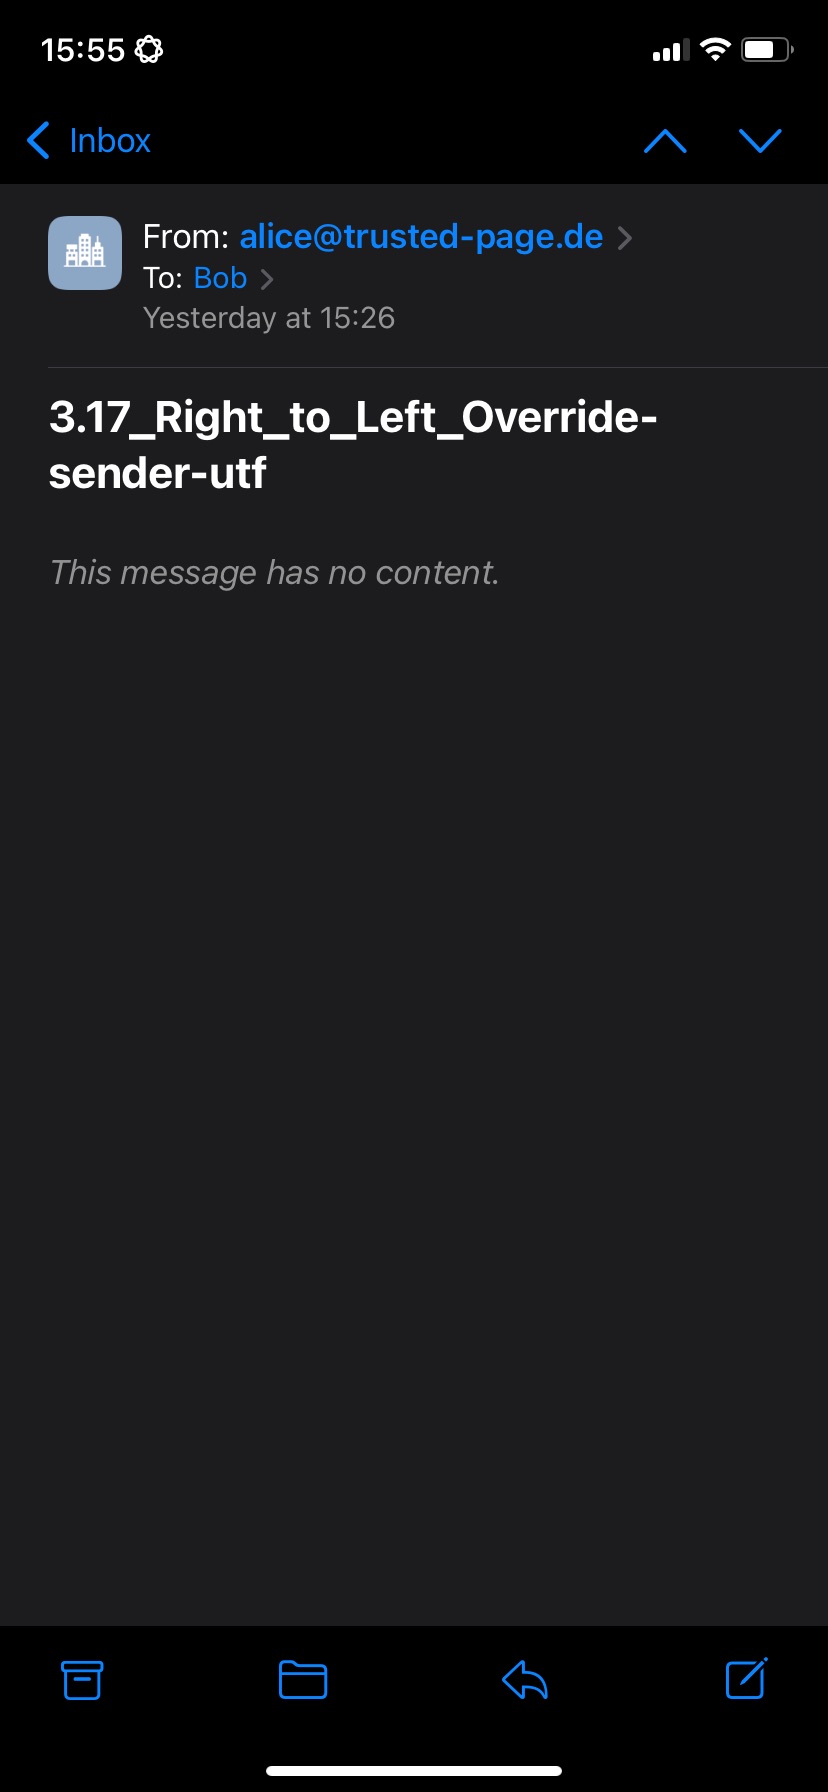 15:55
Inbox
From: alice@trusted-page.de
To: Bob
Yesterday at 15:26
3.17_Right_to_Left_Override-
sender-utf
This message has no content.